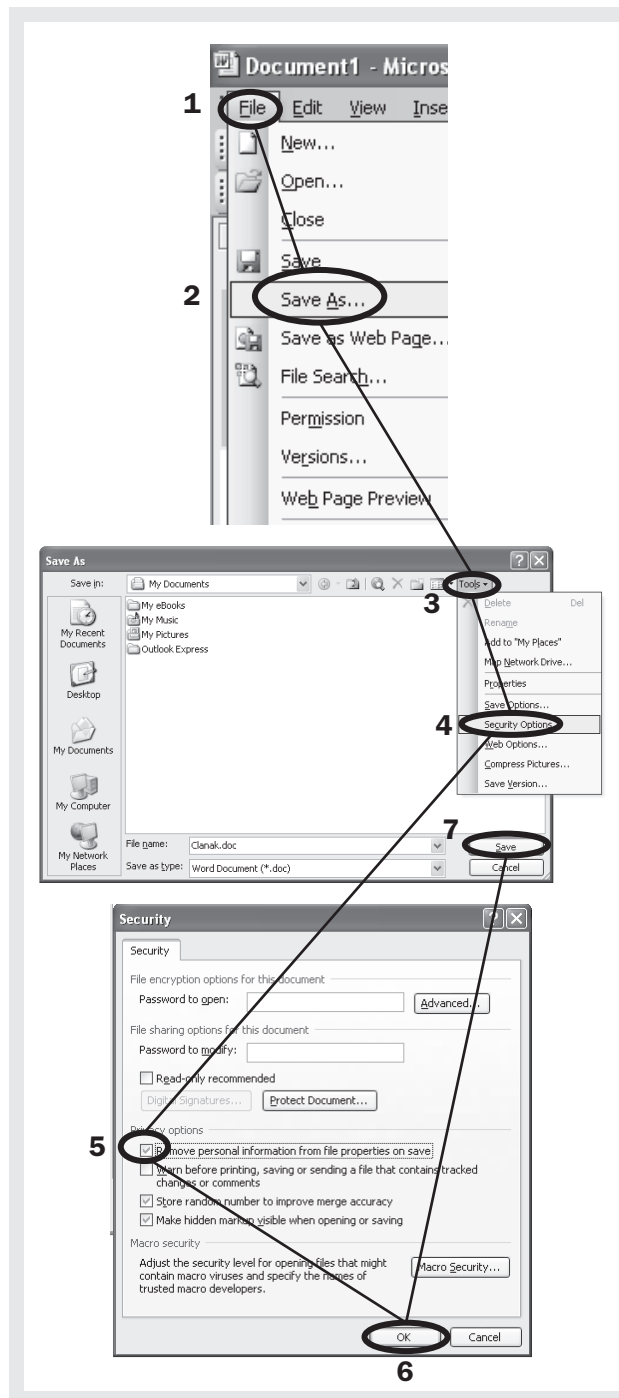 Document1 - Micros
1
File Edit View Inse
New...
Open...
Close
Save
2
Save As...
Save as Web Page...
File Search...
Permission
Versions...
Web Page Preview
Save As
Save in: My Documents
Tools
3
My Recent Documents
Desktop
My Documents
My Computer
My Network Places
My eBooks
My Music
My Pictures
Outlook Express
Delete Del
Rename
Add to "My Places"
Map Network Drive...
Properties
Save Options...
4
Security Options...
Web Options...
Compress Pictures...
Save Version...
7
File name: Clanak.doc
Save
Save as type: Word Document (*.doc)
Cancel
Security
Security
File encryption options for this document
Password to open:
Advanced...
File sharing options for this document
Password to modify:
Read-only recommended
Digital Signatures... Protect Document...
Privacy options
5
Remove personal information from file properties on save
Warn before printing, saving or sending a file that contains tracked
changes or comments
Store random number to improve merge accuracy
Make hidden markup visible when opening or saving
Macro security
Adjust the security level for opening files that might
contain macro viruses and specify the names of
trusted macro developers.
Macro Security...
OK Cancel
6